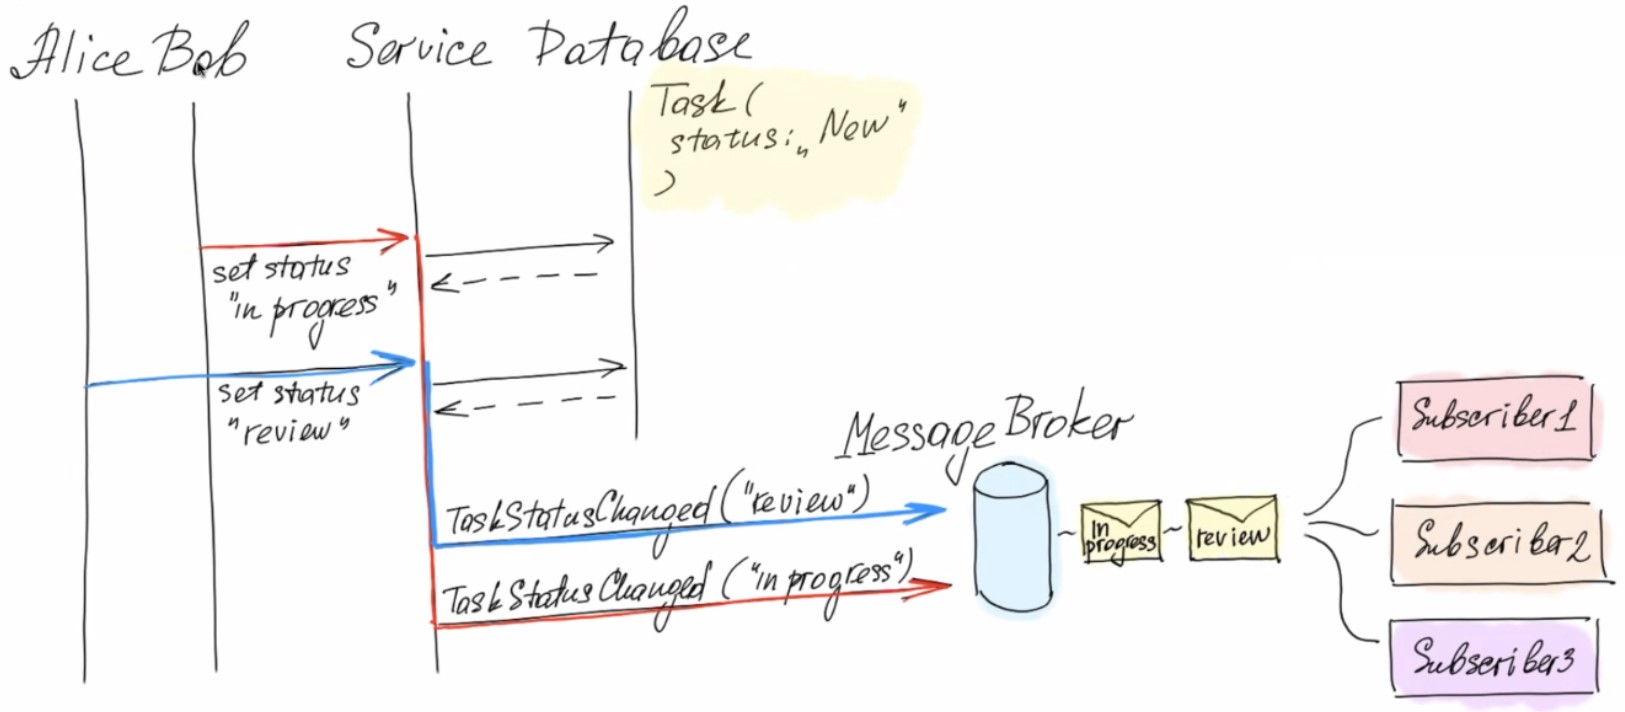 Alice Bob Service Database
Task (
status: „New"
)
set status
"in progress"
set status
"review"
Message Broker
TaskStatusChanged ("review")
TaskStatusChanged ("in progress")
In
progress
review
Subscriber1
Subscriber2
Subscriber3